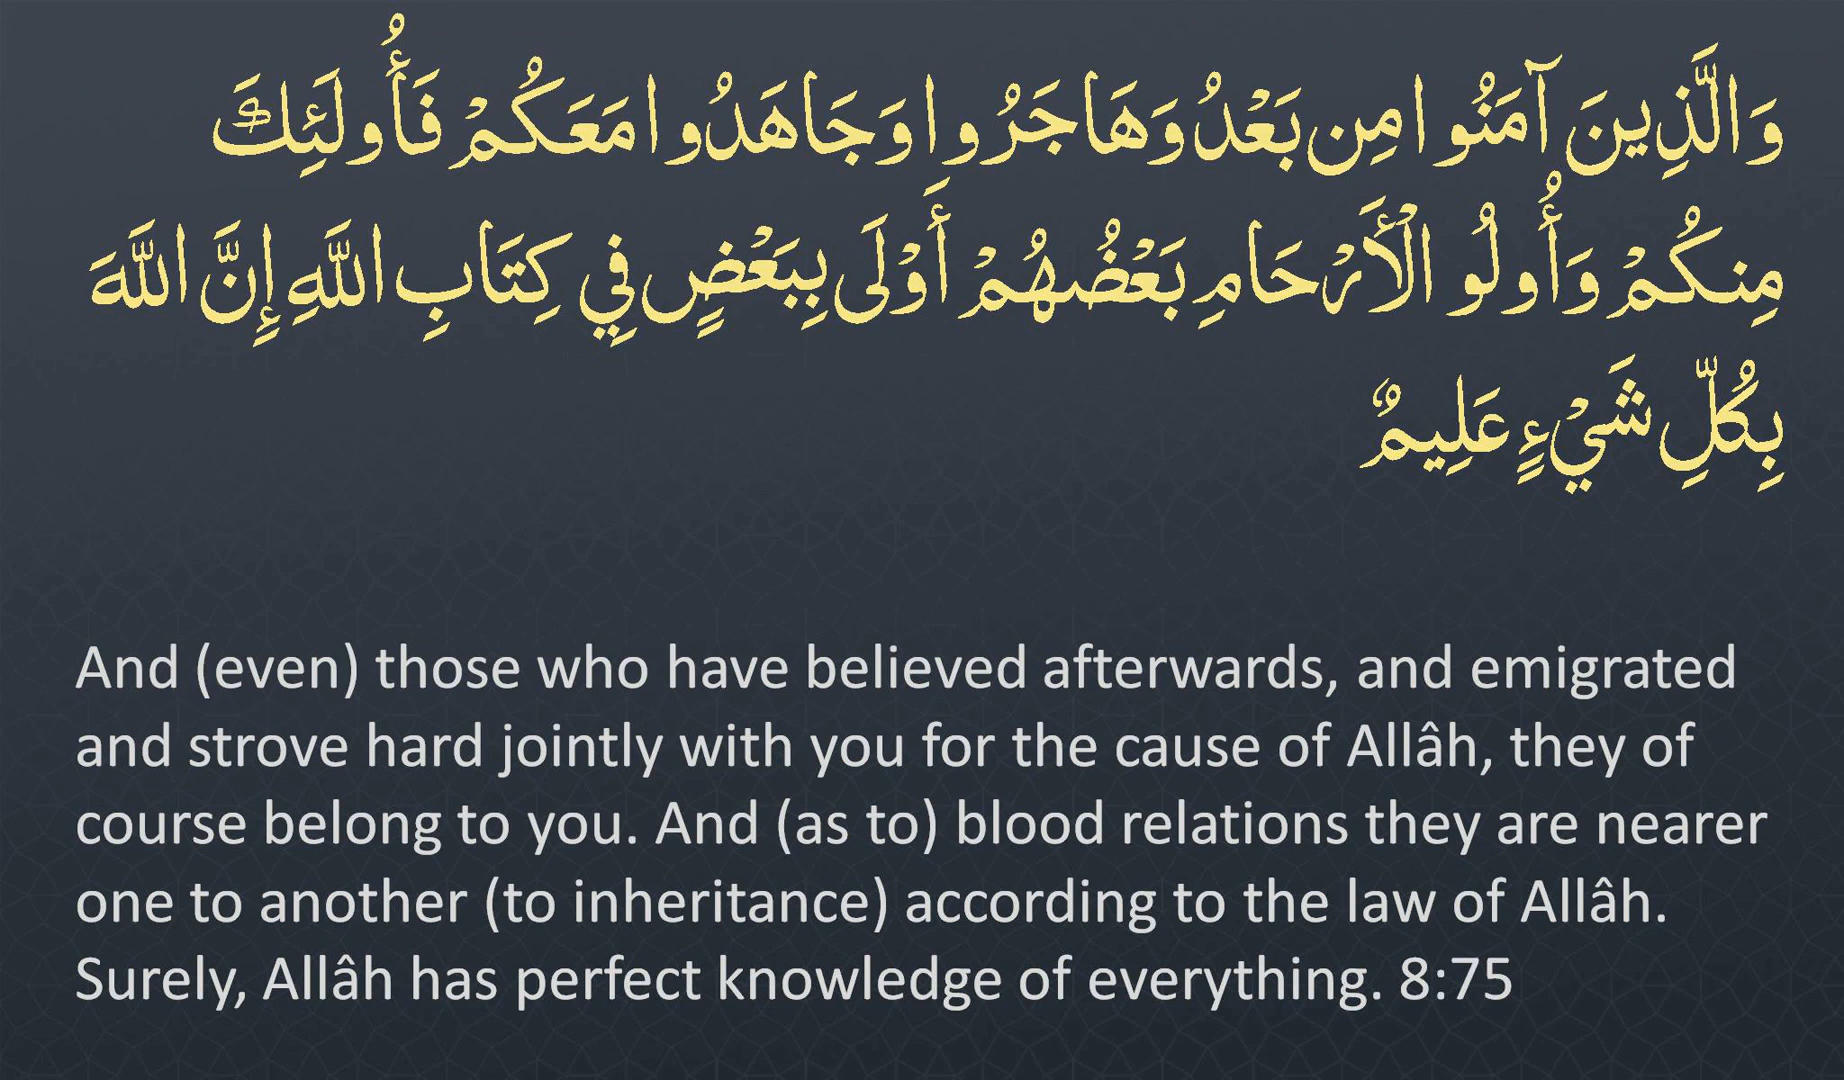 وَالَّذِينَ آمَنُوا مِن بَعْدُ وَهَاجَرُوا وَجَاهَدُوا مَعَكُمْ فَأُولَئِكَ
مِنكُمْ وَأُولُو الْأَرْحَامِ بَعْضُهُمْ أَوْلَى بِبَعْضٍ فِي كِتَابِ اللَّهِ إِنَّ اللَّهَ
بِكُلِّ شَيْءٍ عَلِيمٌ
And (even) those who have believed afterwards, and emigrated
and strove hard jointly with you for the cause of Allâh, they of
course belong to you. And (as to) blood relations they are nearer
one to another (to inheritance) according to the law of Allâh.
Surely, Allâh has perfect knowledge of everything. 8:75